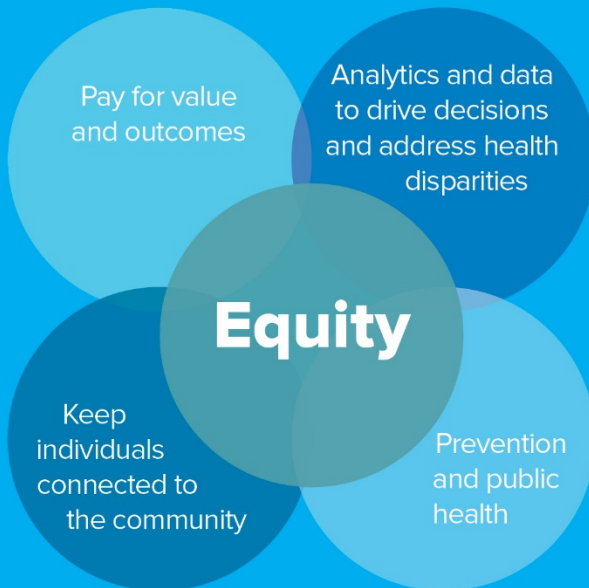 Pay for value
and outcomes
Analytics and data
to drive decisions
and address health
disparities
Equity
Keep
individuals
connected to
the community
Prevention
and public
health